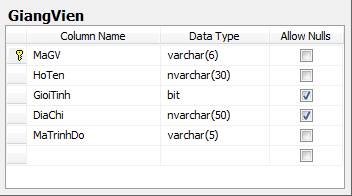 GiangVien
Column Name Data Type Allow Nulls
MaGV varchar(6)
HoTen nvarchar(30)
GioiTinh bit
DiaChi nvarchar(50)
MaTrinhDo varchar(5)